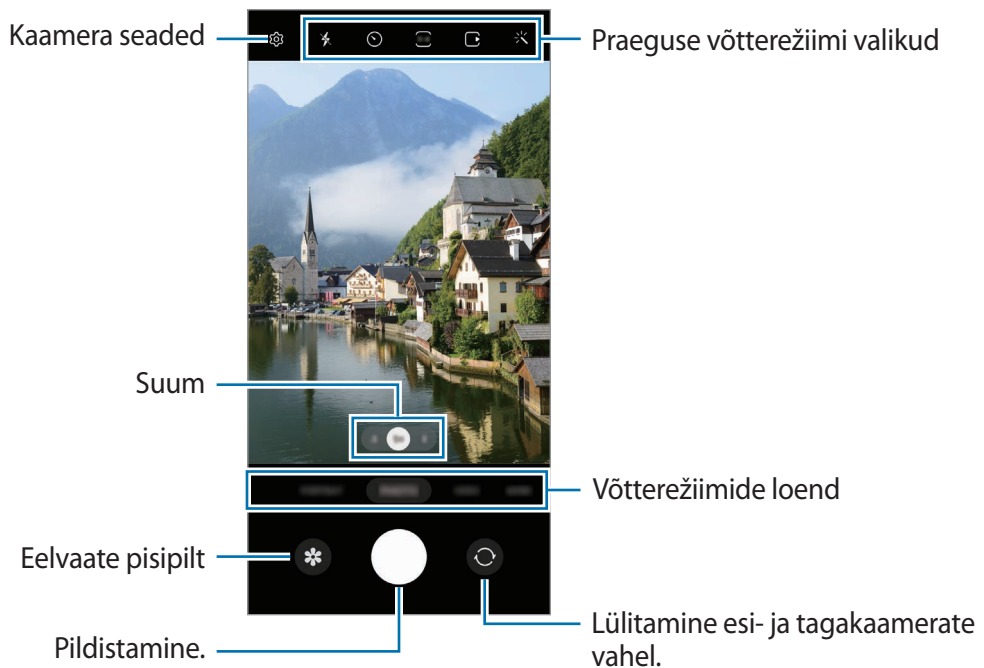 Kaamera seaded
Praeguse võtterežiimi valikud
Suum
Võtterežiimide loend
Eelvaate pisipilt
Pildistamine.
Lülitamine esi- ja tagakaamerate
vahel.